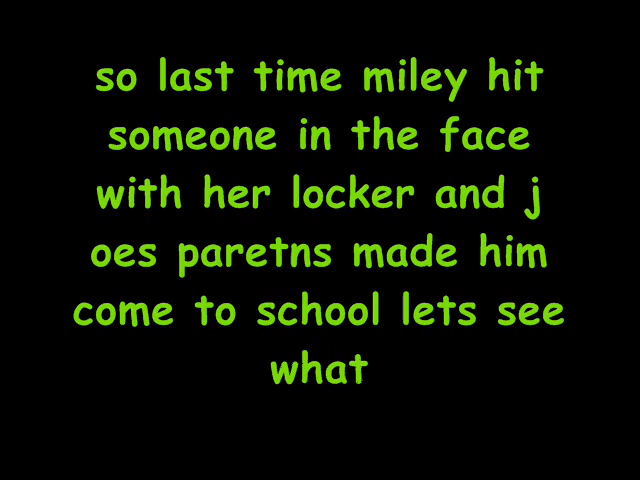 so last time miley hit
someone in the face
with her locker and j
oes paretns made him
come to school lets see
what